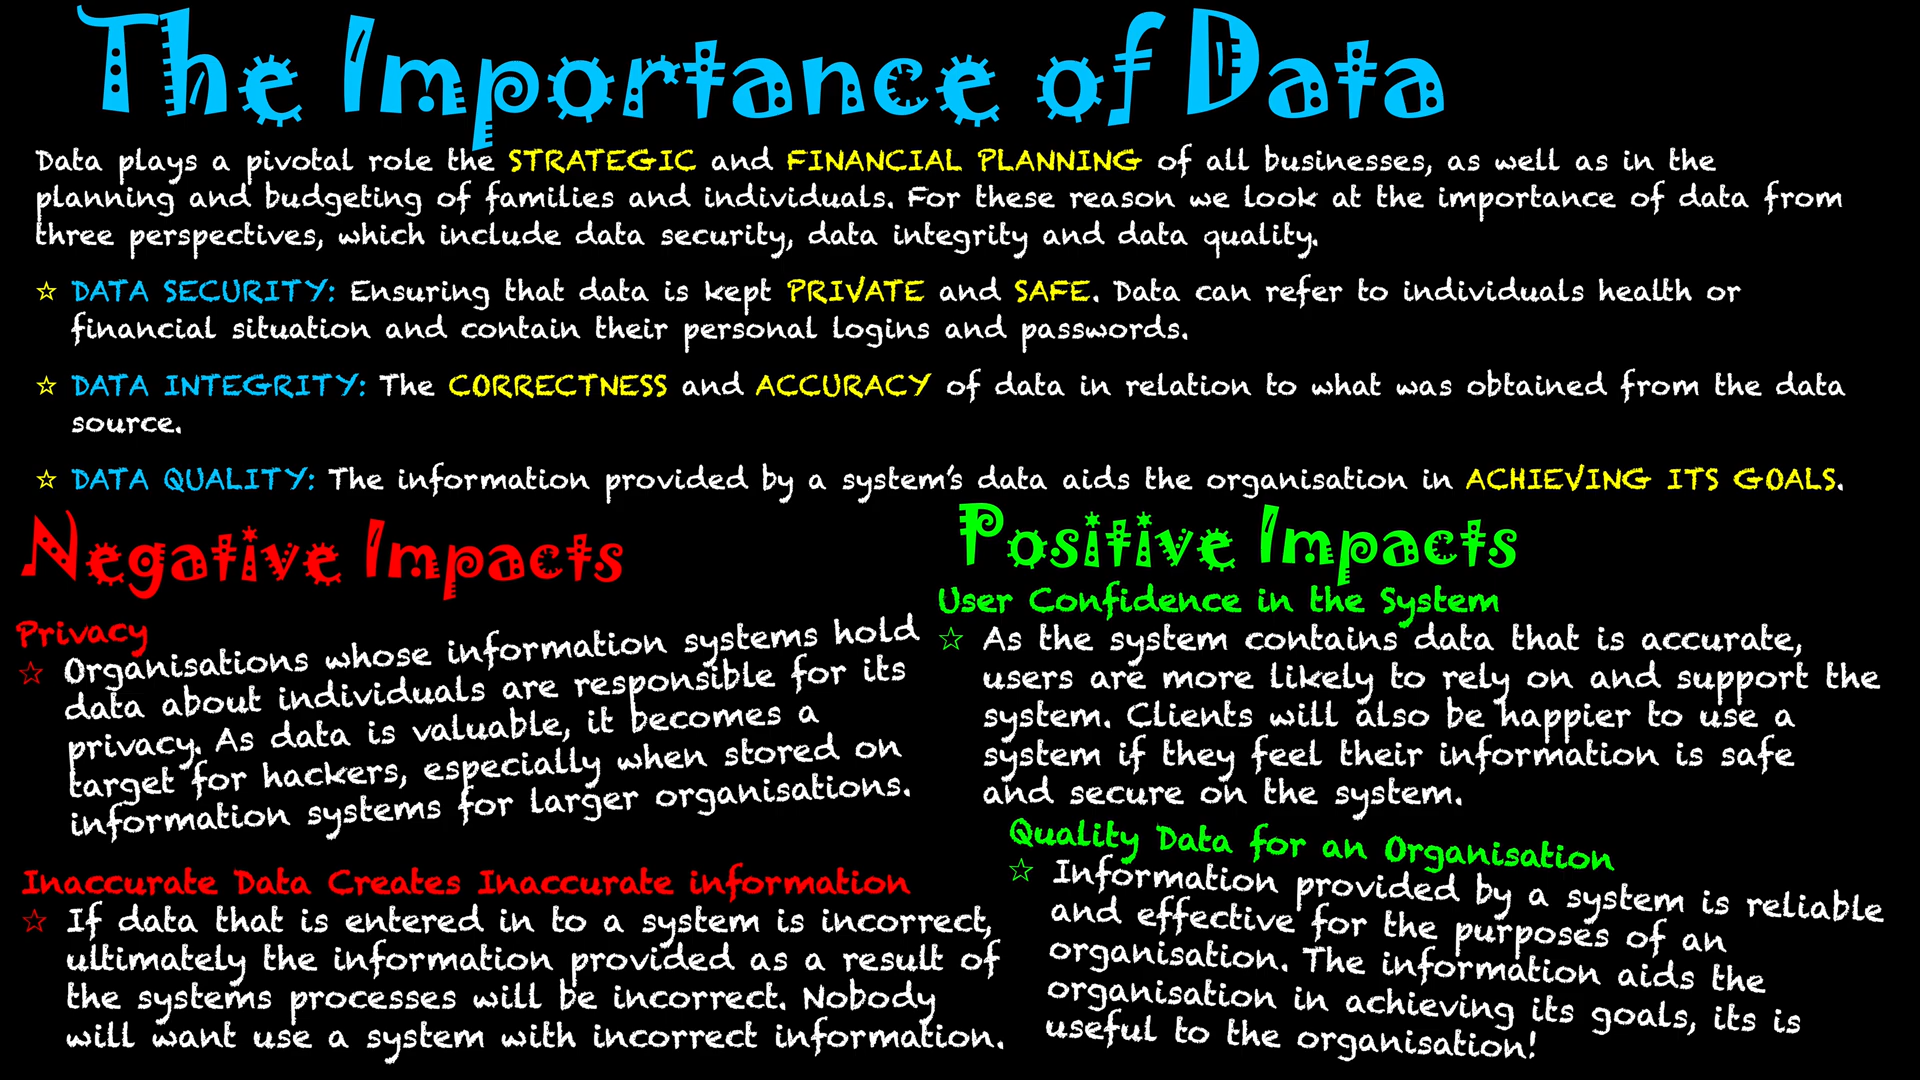 The Importance of Data
Data plays a pivotal role the STRATEGIC and FINANCIAL PLANNING of all businesses, as well as in the
planning and budgeting of families and individuals. For these reason we look at the importance of data from
three perspectives, which include data security, data integrity and data quality.
☆ DATA SECURITY: Ensuring that data is kept PRIVATE and SAFE. Data can refer to individuals health or
financial situation and contain their personal logins and passwords.
☆ DATA INTEGRITY: The CORRECTNESS and ACCURACY of data in relation to what was obtained from the data
source.
☆ DATA QUALITY: The information provided by a system's data aids the organisation in ACHIEVING ITS GOALS.
Negative Impacts
Privacy
☆ Organisations whose information systems hold
data about individuals are responsible for its
privacy. As data is valuable, it becomes a
target for hackers, especially when stored on
information systems for larger organisations.
Inaccurate Data Creates Inaccurate information
☆ If data that is entered in to a system is incorrect,
ultimately the information provided as a result of
the systems processes will be incorrect. Nobody
will want use a system with incorrect information.
Positive Impacts
User Confidence in the System
☆ As the system contains data that is accurate,
users are more likely to rely on and support the
system. Clients will also be happier to use a
system if they feel their information is safe
and secure on the system.
Quality Data for an Organisation
☆ Information provided by a system is reliable
and effective for the purposes of an
organisation. The information aids the
organisation in achieving its goals, its is
useful to the organisation!